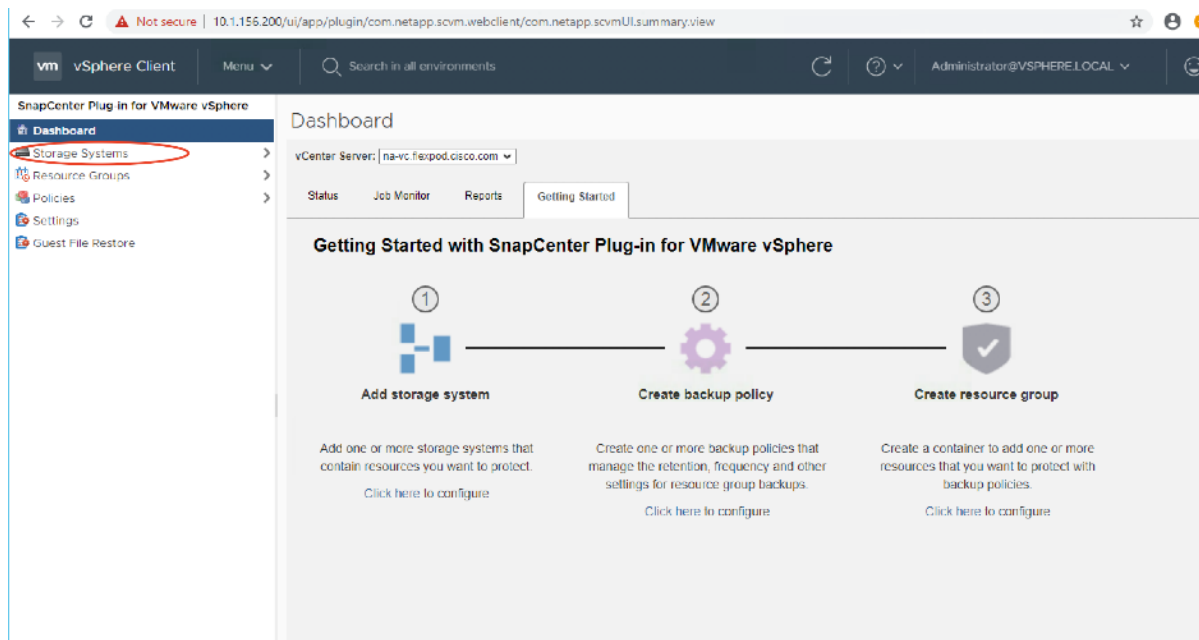 Not secure | 10.1.156.200/ui/app/plugin/com.netapp.scvm.webclient/com.netapp.scvmUI.summary.view
vm vSphere Client Menu Search in all environments Administrator@VSPHERE.LOCAL
SnapCenter Plug-in for VMware vSphere
Dashboard
Storage Systems
Resource Groups
Policies
Settings
Guest File Restore
Dashboard
vCenter Server: na-vc.flexpod.cisco.com
Status Job Monitor Reports Getting Started
Getting Started with SnapCenter Plug-in for VMware vSphere
1 2 3
Add storage system Create backup policy Create resource group
Add one or more storage systems that
contain resources you want to protect.
Click here to configure
Create one or more backup policies that
manage the retention, frequency and other
settings for resource group backups.
Click here to configure
Create a container to add one or more
resources that you want to protect with
backup policies.
Click here to configure